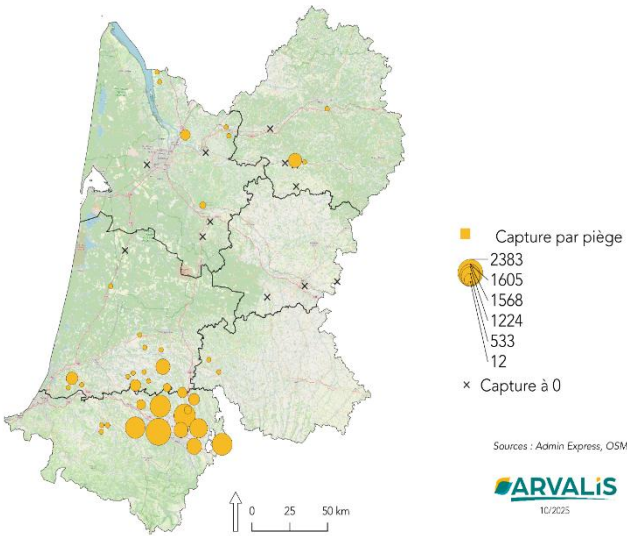 Capture par piège
2383
1605
1568
1224
533
12
× Capture à 0
Sources : Admin Express, OSM
ARVALIS
10/2025
0 25 50 km